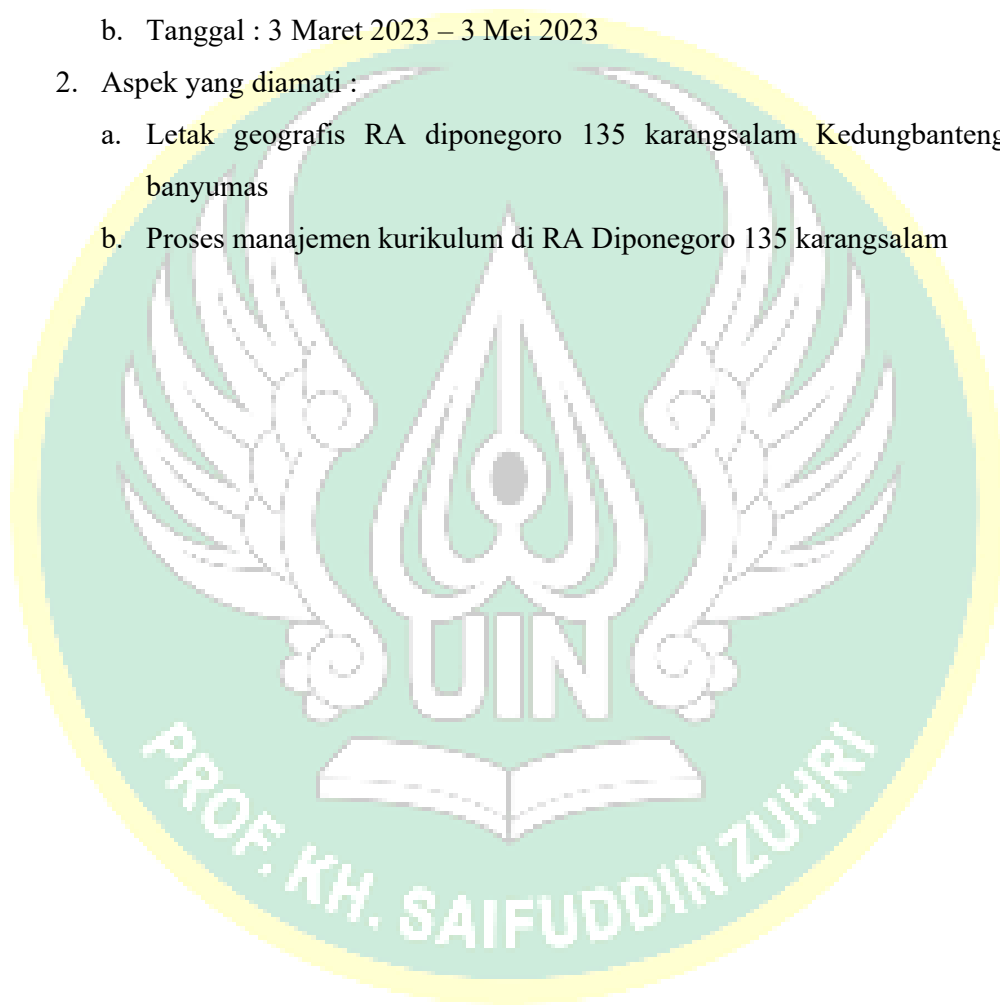 b. Tanggal : 3 Maret 2023 – 3 Mei 2023
2. Aspek yang diamati :
a. Letak geografis RA diponegoro 135 karangsalam Kedungbanteng
banyumas
b. Proses manajemen kurikulum di RA Diponegoro 135 karangsalam
UIN
PROF. KH. SAIFUDDIN ZUHRI